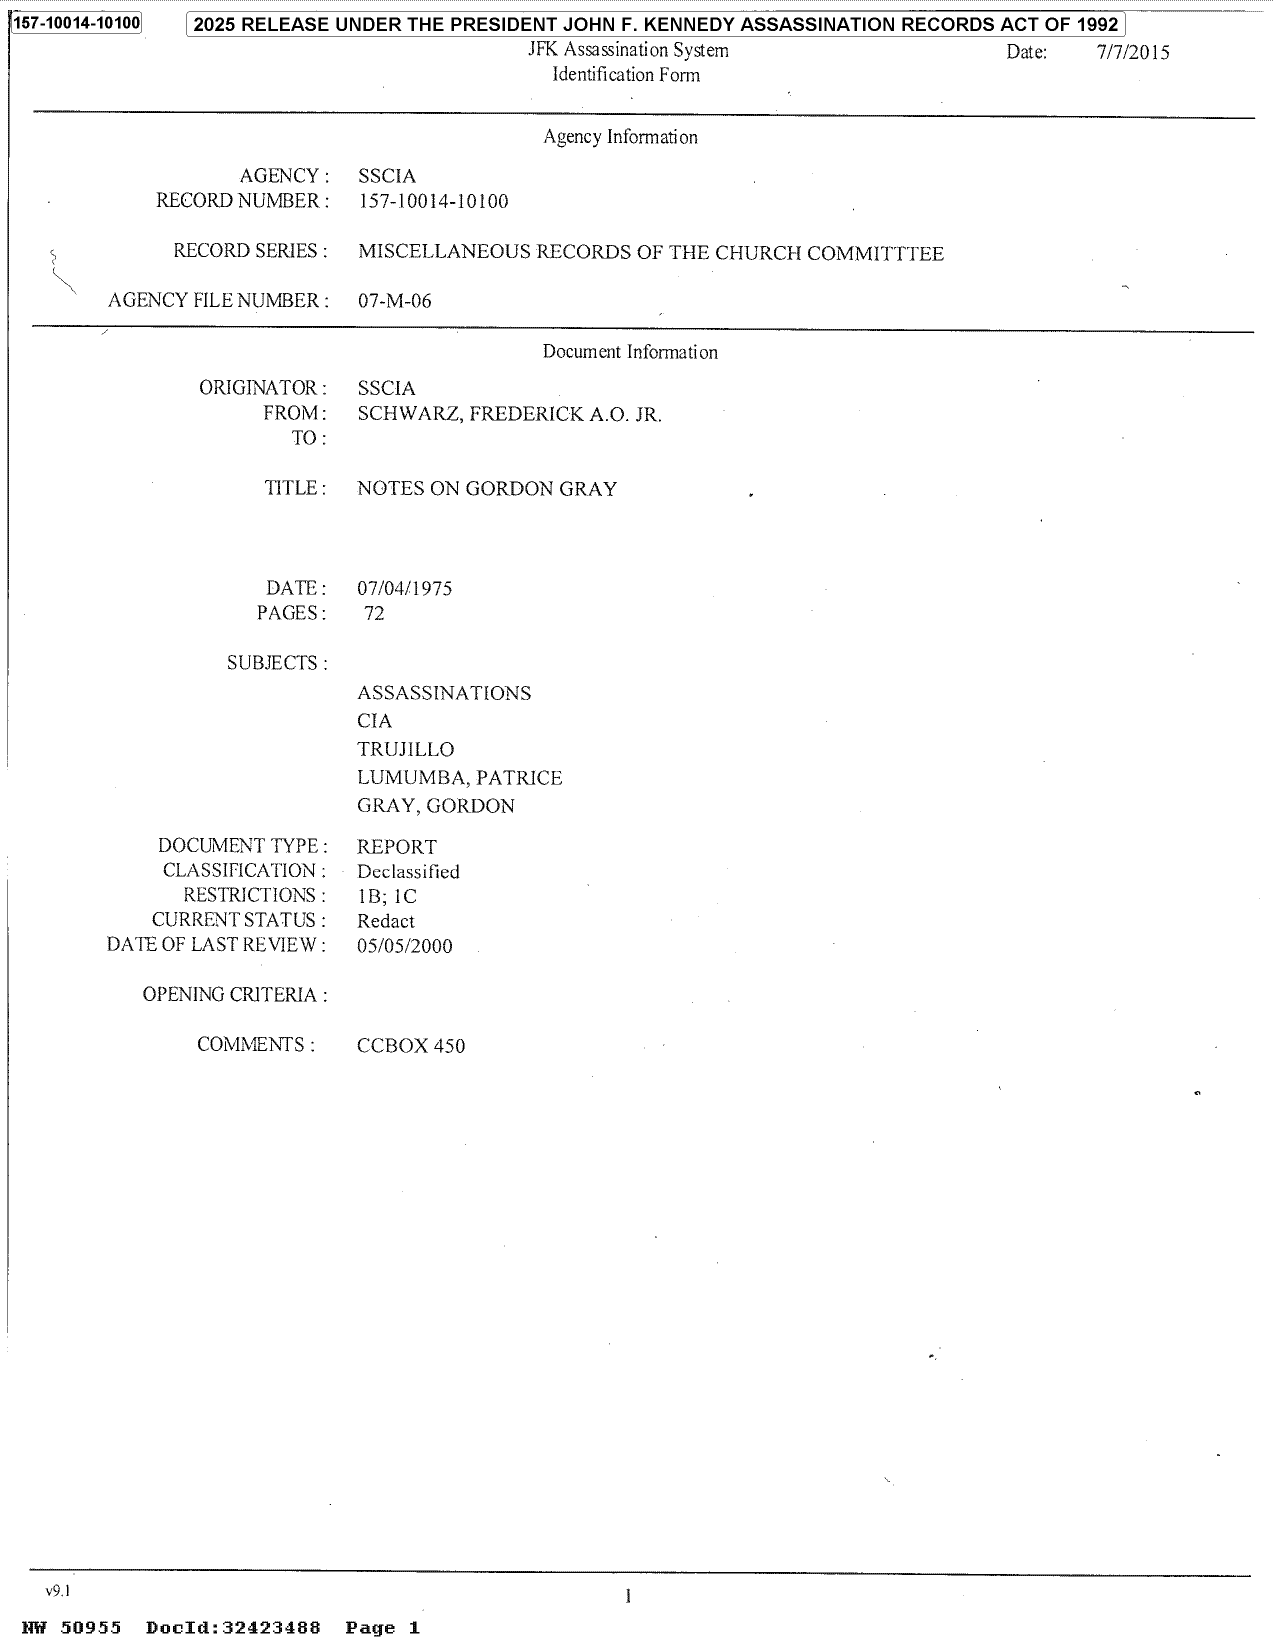 157-10014-10100 2025 RELEASE UNDER THE PRESIDENT JOHN F. KENNEDY ASSASSINATION RECORDS ACT OF 1992
JFK Assassination System Date: 7/7/2015
Identification Form
Agency Information
AGENCY : SSCIA
RECORD NUMBER : 157-10014-10100
RECORD SERIES : MISCELLANEOUS RECORDS OF THE CHURCH COMMITTTEE
AGENCY FILE NUMBER : 07-M-06
Document Information
ORIGINATOR : SSCIA
FROM : SCHWARZ, FREDERICK A.O. JR.
TO :
TITLE : NOTES ON GORDON GRAY
DATE : 07/04/1975
PAGES : 72
SUBJECTS :
ASSASSINATIONS
CIA
TRUJILLO
LUMUMBA, PATRICE
GRAY, GORDON
DOCUMENT TYPE : REPORT
CLASSIFICATION : Declassified
RESTRICTIONS : 1B; 1C
CURRENT STATUS : Redact
DATE OF LAST REVIEW : 05/05/2000
OPENING CRITERIA :
COMMENTS : CCBOX 450
v9.1 1
NW 50955 DocId:32423488 Page 1